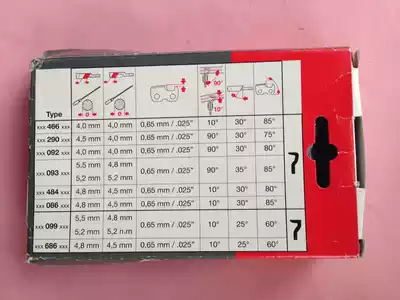 90°
10°
Type Ø Ø
xxx 466 xxx 4,0 mm 4,0 mm 0,65 mm / .025" 10° 30° 85°
xxx 290 xxx 4,5 mm 4,0 mm 0,65 mm / .025" 90° 30° 75°
xxx 092 xxx 4,0 mm 4,0 mm 0,65 mm / .025" 90° 30° 80°
xxx 093 xxx 5,5 mm 4,8 mm 0,65 mm / .025" 90° 35° 85°
5,2 mm 5,2 mm
xxx 484 xxx 4,8 mm 4,5 mm 0,65 mm / .025" 10° 30° 80°
xxx 086 xxx 4,8 mm 4,5 mm 0,65 mm / .025" 10° 30° 85°
xxx 099 xxx 5,5 mm 4,8 mm 0,65 mm / .025" 10° 25° 60°
5,2 mm 5,2 mm
xxx 686 xxx 4,8 mm 4,5 mm 0,65 mm / .025" 10° 25° 60°